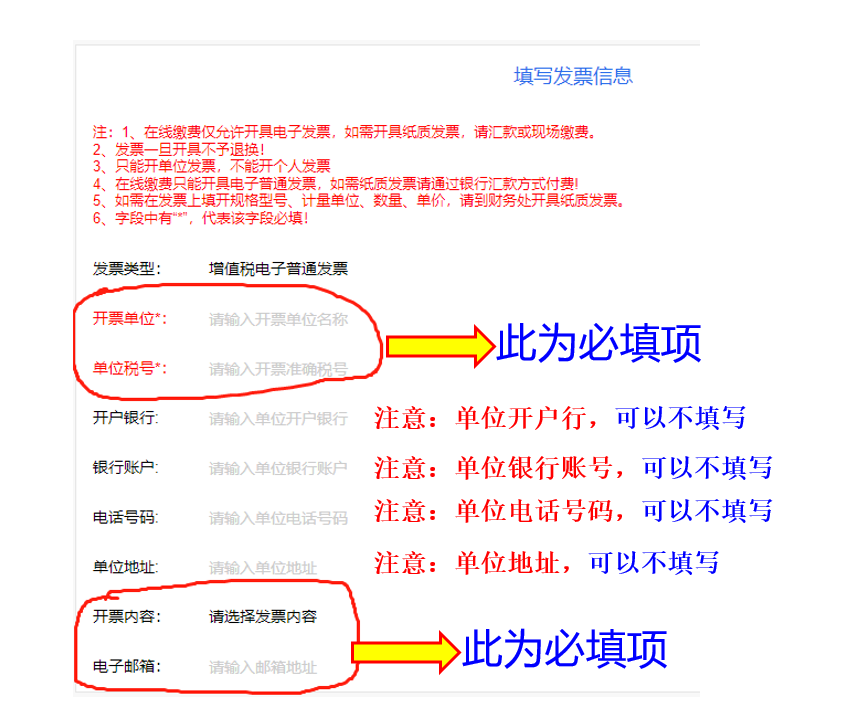 填写发票信息
注：1、在线缴费仅允许开具电子发票，如需开具纸质发票，请汇款或现场缴费。
2、发票一旦开具不予退换！
3、只能开单位发票，不能开个人发票
4、在线缴费只能开具电子普通发票，如需纸质发票请通过银行汇款方式付费!
5、如需在发票上填开规格型号、计量单位、数量、单价，请到财务处开具纸质发票。
6、字段中有“*”，代表该字段必填！
发票类型： 增值税电子普通发票
开票单位*： 请输入开票单位名称
此为必填项
单位税号*： 请输入开票准确税号
开户银行: 请输入单位开户银行 注意：单位开户行，可以不填写
银行账户: 请输入单位银行账户 注意：单位银行账号，可以不填写
电话号码: 请输入单位电话号码 注意：单位电话号码，可以不填写
单位地址: 请输入单位地址 注意：单位地址，可以不填写
开票内容： 请选择发票内容
此为必填项
电子邮箱： 请输入邮箱地址